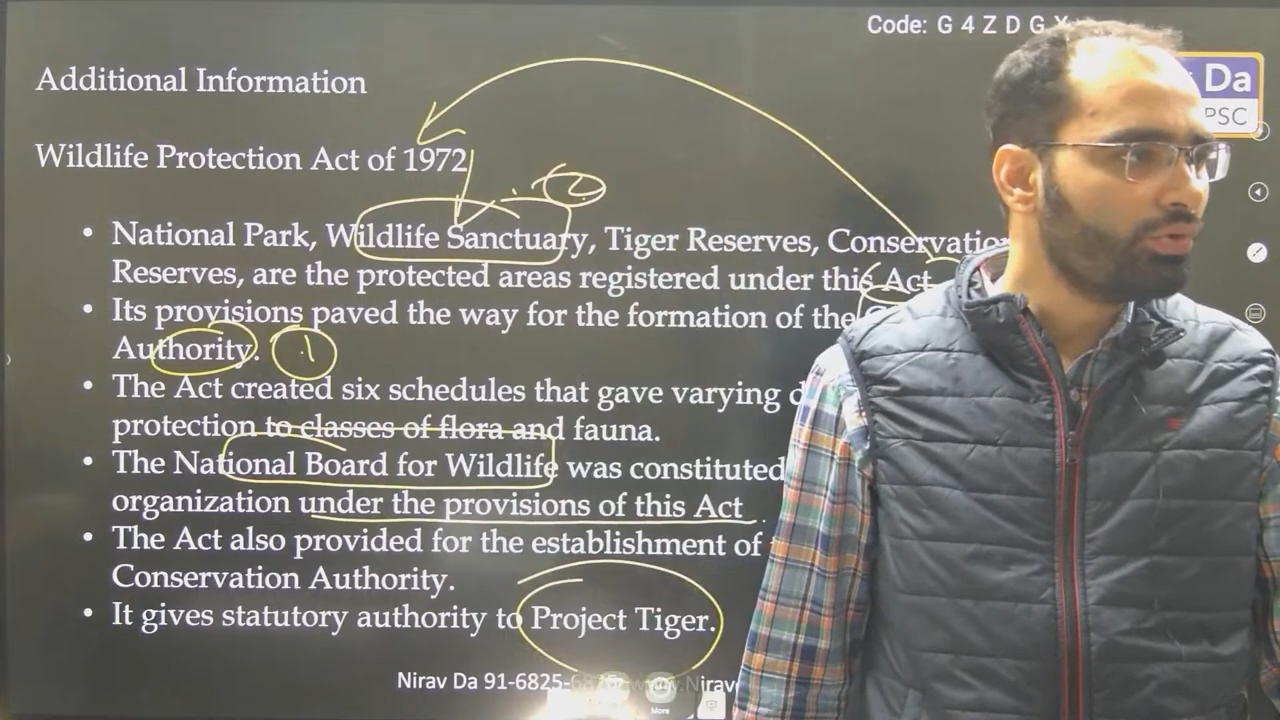 Code: G 4 Z D G X
Da
PSC
Additional Information
Wildlife Protection Act of 1972
2
• National Park, Wildlife Sanctuary, Tiger Reserves, Conservation
Reserves, are the protected areas registered under this Act
• Its provisions paved the way for the formation of the
Authority.
1
• The Act created six schedules that gave varying
protection to classes of flora and fauna.
• The National Board for Wildlife was constituted
organization under the provisions of this Act
• The Act also provided for the establishment of
Conservation Authority.
• It gives statutory authority to Project Tiger.
Nirav Da 91-6825-
More